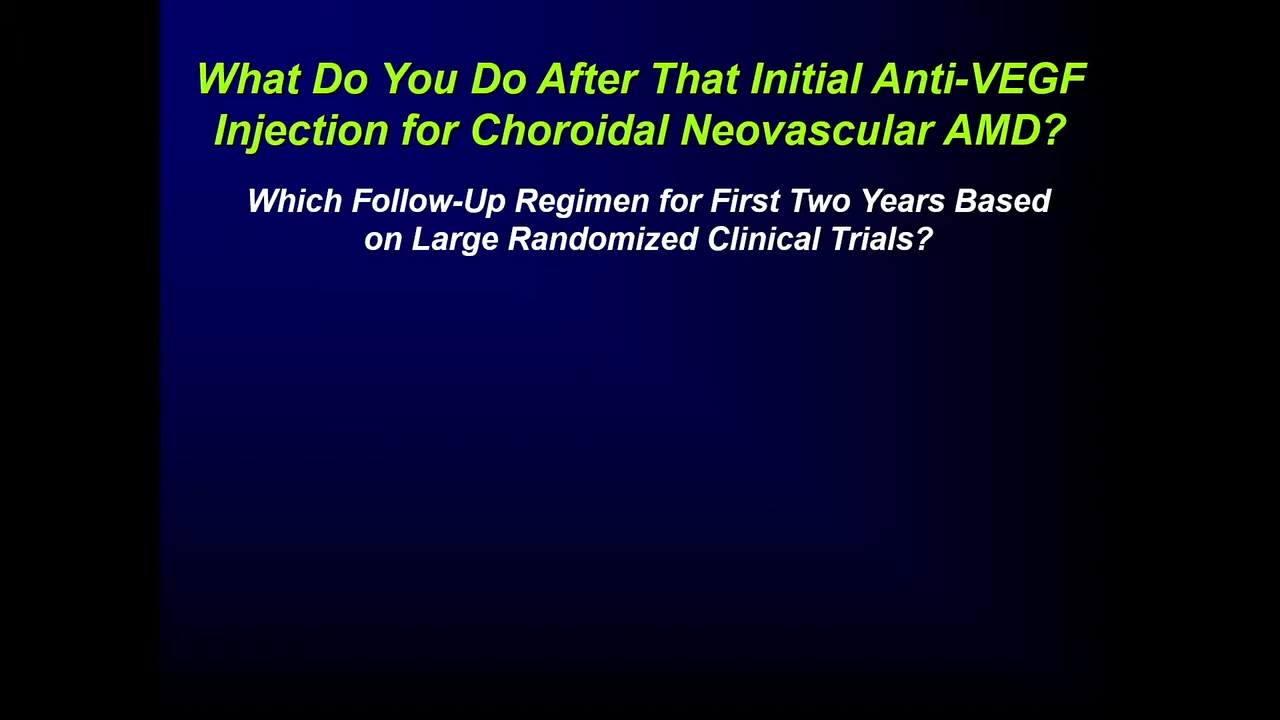 What Do You Do After That Initial Anti-VEGF
Injection for Choroidal Neovascular AMD?
Which Follow-Up Regimen for First Two Years Based
on Large Randomized Clinical Trials?